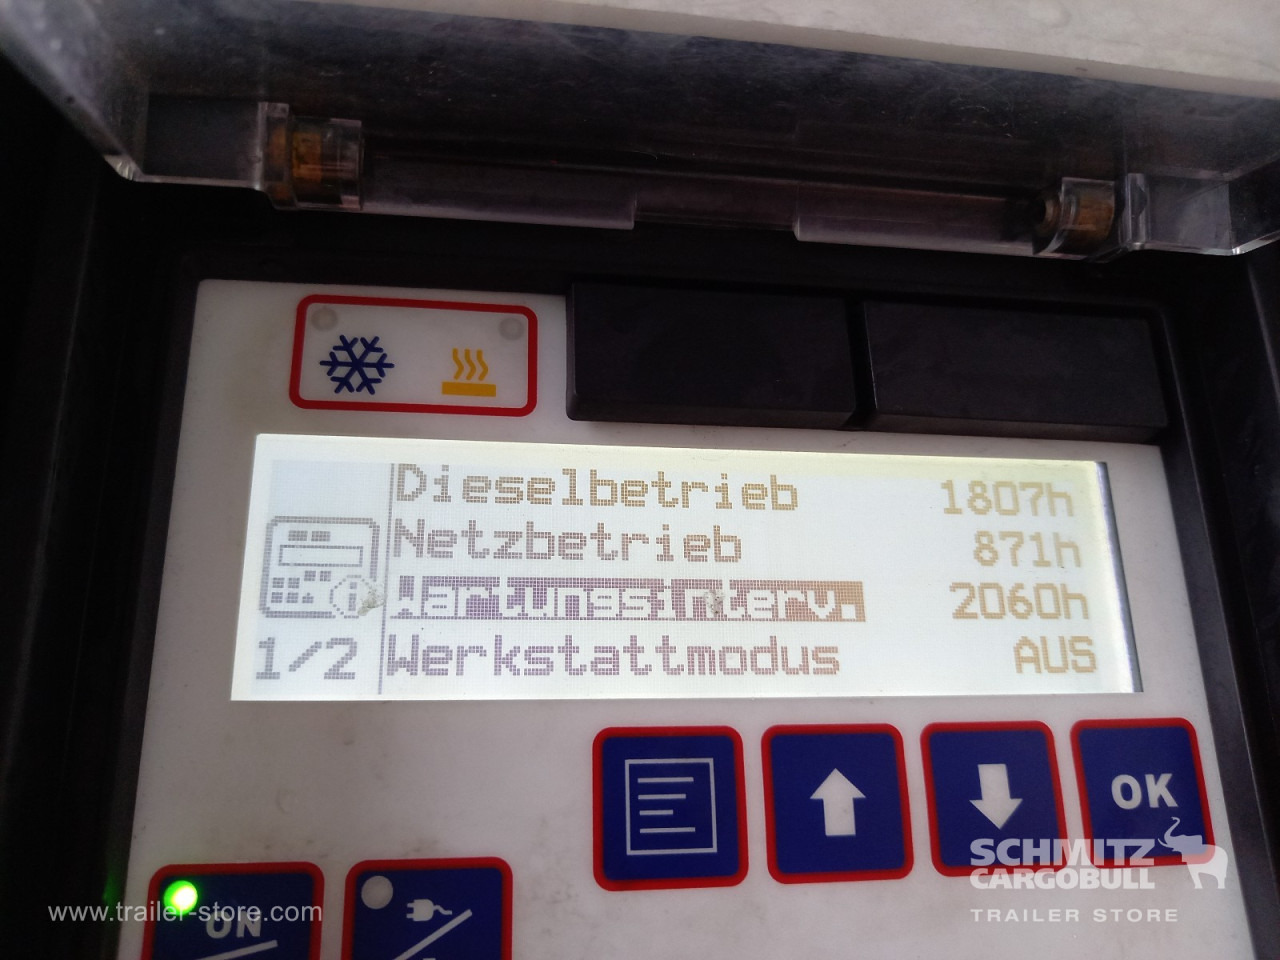 Dieselbetrieb 1807h
Netzbetrieb 871h
Wartungsinterv. 2060h
1/2 Werkstattmodus AUS
OK
ON
SCHMITZ
CARGOBULL
TRAILER STORE
www.trailer-store.com